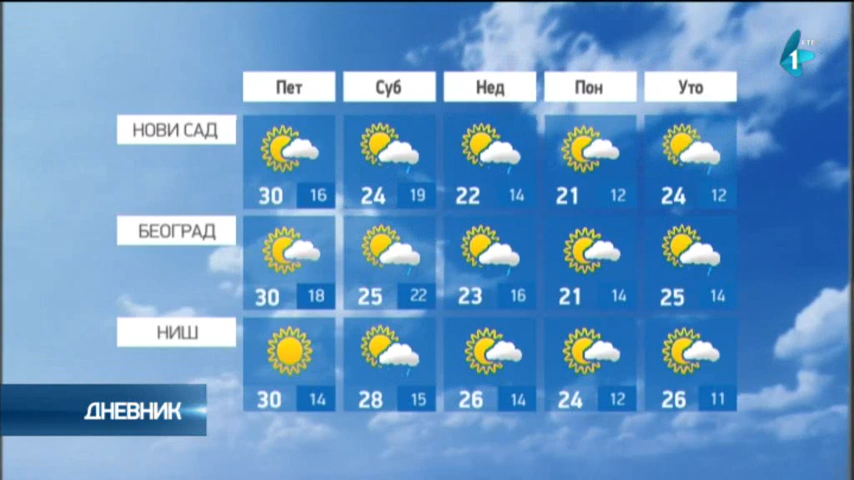 РТС
1
Пет Суб Нед Пон Уто
НОВИ САД
30 16 24 19 22 14 21 12 24 12
БЕОГРАД
30 18 25 22 23 16 21 14 25 14
НИШ
30 14 28 15 26 14 24 12 26 11
ДНЕВНИК